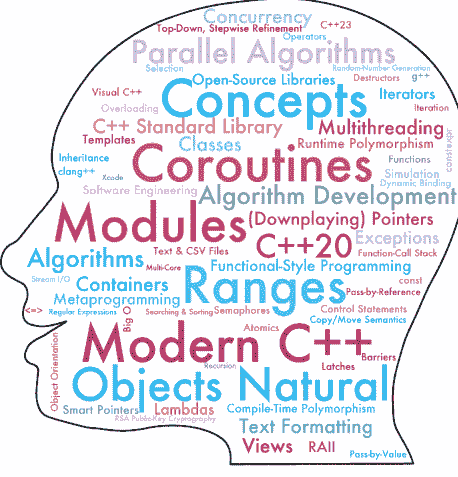 Concurrency
Top-Down, Stepwise Refinement C++23
Operators
Parallel Algorithms
Selection Random-Number Generation
Open-Source Libraries Destructors g++
Visual C++ Concepts Iterators
Overloading Iteration
C++ Standard Library Multithreading
constexpr
Templates Classes Runtime Polymorphism
Inheritance Coroutines Functions
clang++ Simulation
Xcode Dynamic Binding
Software Engineering Algorithm Development
Modules (Downplaying) Pointers
C++20 Exceptions
Algorithms Text & CSV Files Function-Call Stack
Multi-Core Functional-Style Programming
Stream I/O Containers Ranges const
Metaprogramming Pass-by-Reference
<=> Regular Expressions Big O Searching & Sorting Semaphores Control Statements
Atomics Copy/Move Semantics
Object Orientation
Modern C++ Barriers
Recursion Latches
Objects Natural
Smart Pointers Lambdas Compile-Time Polymorphism
RSA Public-Key Cryptography
Text Formatting
Views RAII
Pass-by-Value